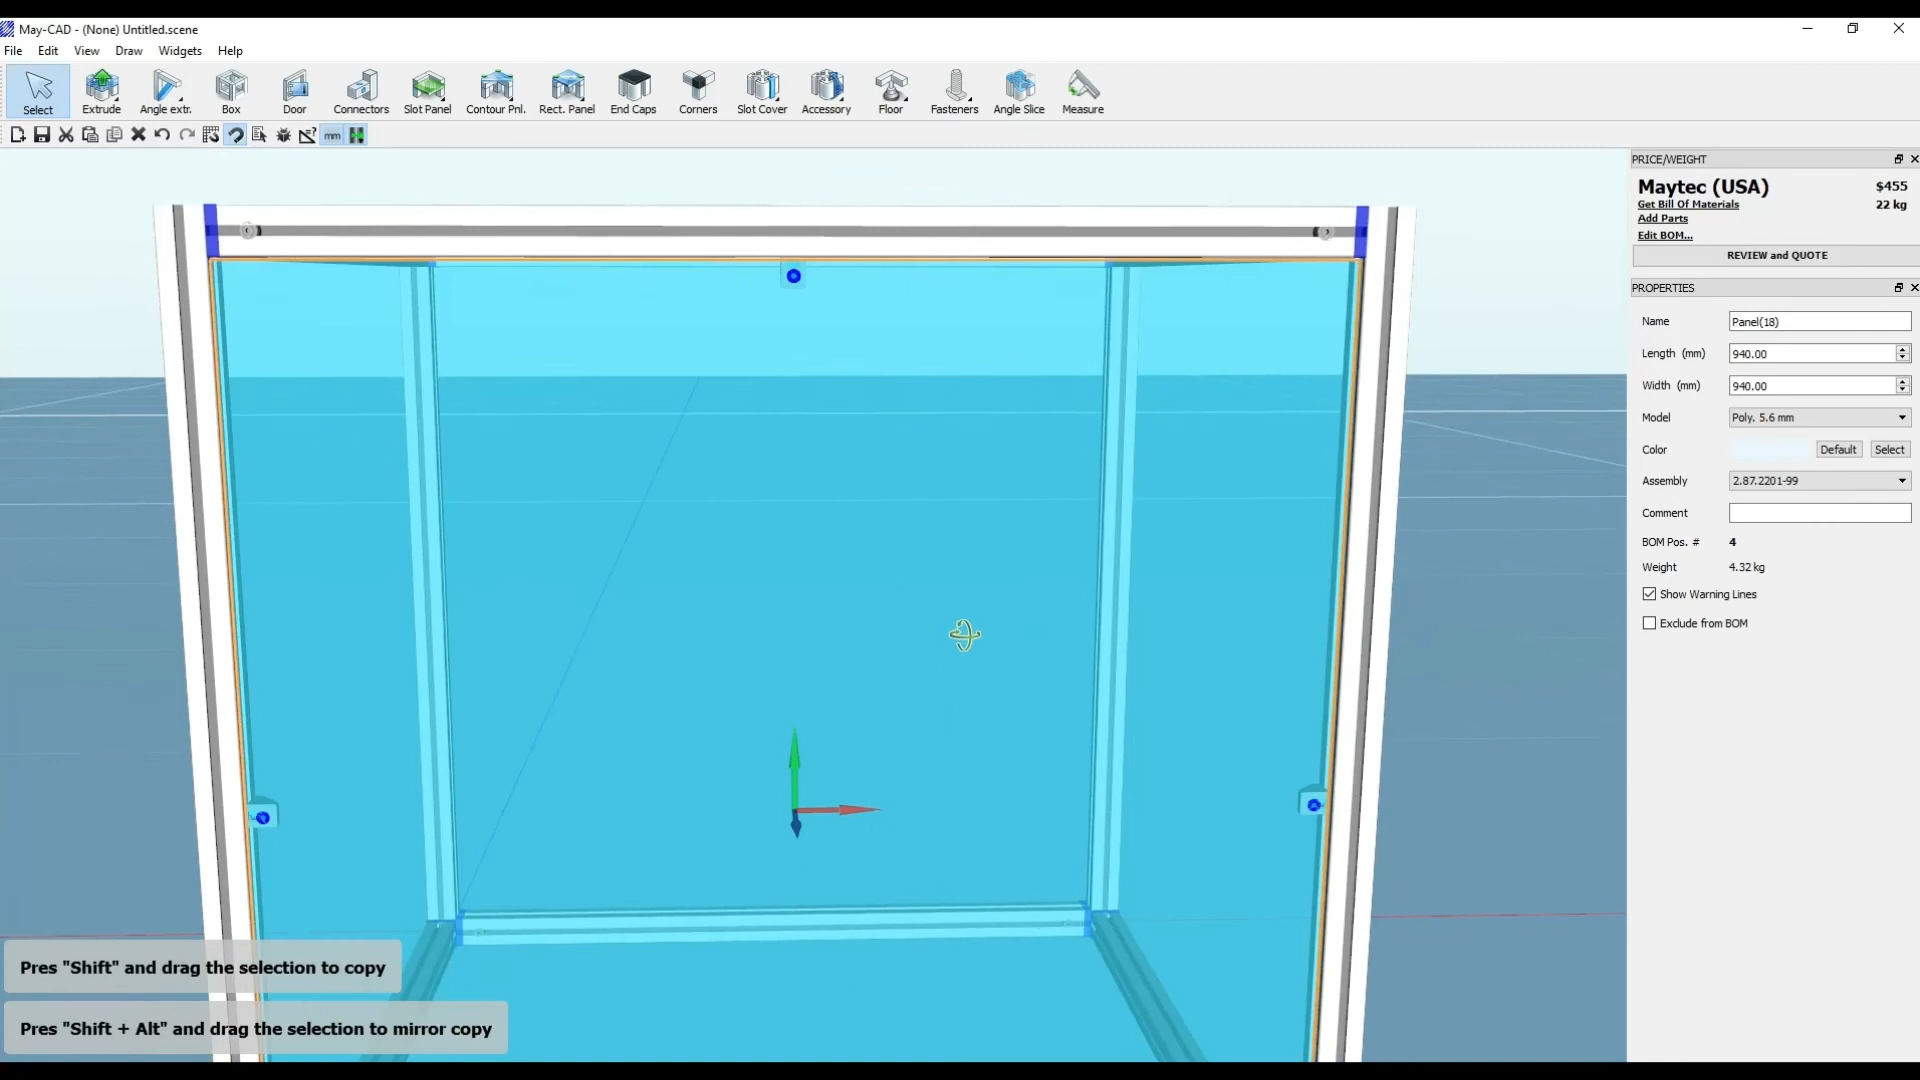 May-CAD - (None) Untitled.scene
File Edit View Draw Widgets Help
Select Extrude Angle extr. Box Door Connectors Slot Panel Contour Pnl. Rect. Panel End Caps Corners Slot Cover Accessory Floor Fasteners Angle Slice Measure
mm
PRICE/WEIGHT
Maytec (USA) $455
Get Bill Of Materials 22 kg
Add Parts
Edit BOM...
REVIEW and QUOTE
PROPERTIES
Name Panel(18)
Length (mm) 940.00
Width (mm) 940.00
Model Poly. 5.6 mm
Color Default Select
Assembly 2.87.2201-99
Comment
BOM Pos. # 4
Weight 4.32 kg
Show Warning Lines
Exclude from BOM
Pres "Shift" and drag the selection to copy
Pres "Shift + Alt" and drag the selection to mirror copy